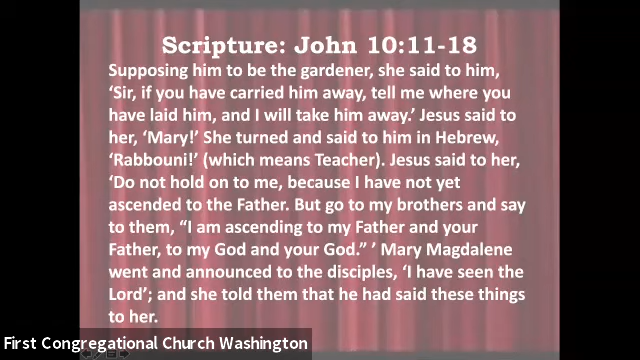 Scripture: John 10:11-18
Supposing him to be the gardener, she said to him,
‘Sir, if you have carried him away, tell me where you
have laid him, and I will take him away.’ Jesus said to
her, ‘Mary!’ She turned and said to him in Hebrew,
‘Rabbouni!’ (which means Teacher). Jesus said to her,
‘Do not hold on to me, because I have not yet
ascended to the Father. But go to my brothers and say
to them, “I am ascending to my Father and your
Father, to my God and your God.” ’ Mary Magdalene
went and announced to the disciples, ‘I have seen the
Lord’; and she told them that he had said these things
to her.
First Congregational Church Washington